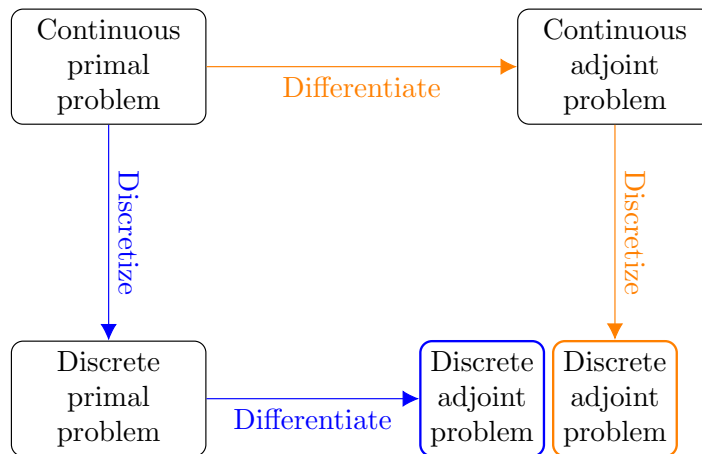 Continuous
primal
problem
Differentiate
Continuous
adjoint
problem
Discretize
Discretize
Discrete
primal
problem
Differentiate
Discrete
adjoint
problem
Discrete
adjoint
problem